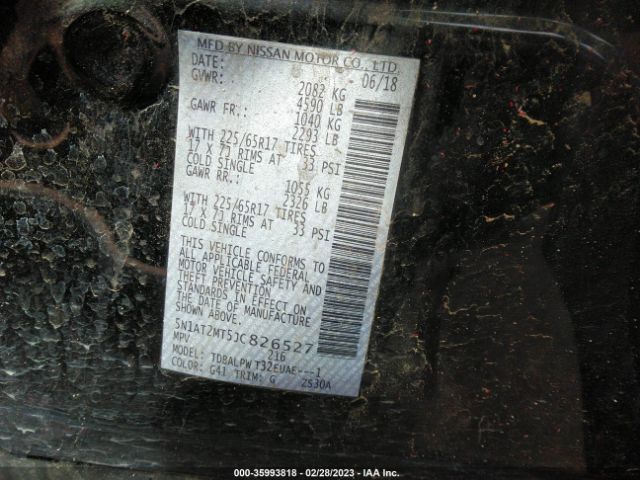 MFD BY NISSAN MOTOR CO., LTD.
DATE: 06/18
GVWR: 2082 KG
4590 LB
GAWR FR: 1040 KG
2293 LB
WITH 225/65R17 TIRES
17 X 7J RIMS AT 33 PSI
COLD SINGLE
GAWR RR.: 1055 KG
2326 LB
WITH 225/65R17 TIRES
17 X 7J RIMS AT 33 PSI
COLD SINGLE
THIS VEHICLE CONFORMS TO
ALL APPLICABLE FEDERAL
MOTOR VEHICLE SAFETY AND
THEFT PREVENTION
STANDARDS IN EFFECT ON
THE DATE OF MANUFACTURE
SHOWN ABOVE.
5N1AT2MT5JC826527
MPV 216
MODEL: TDBALPWT32EUAE---1
COLOR: G41 TRIM: G 2S30A
000-35993818 - 02/28/2023 - IAA Inc.